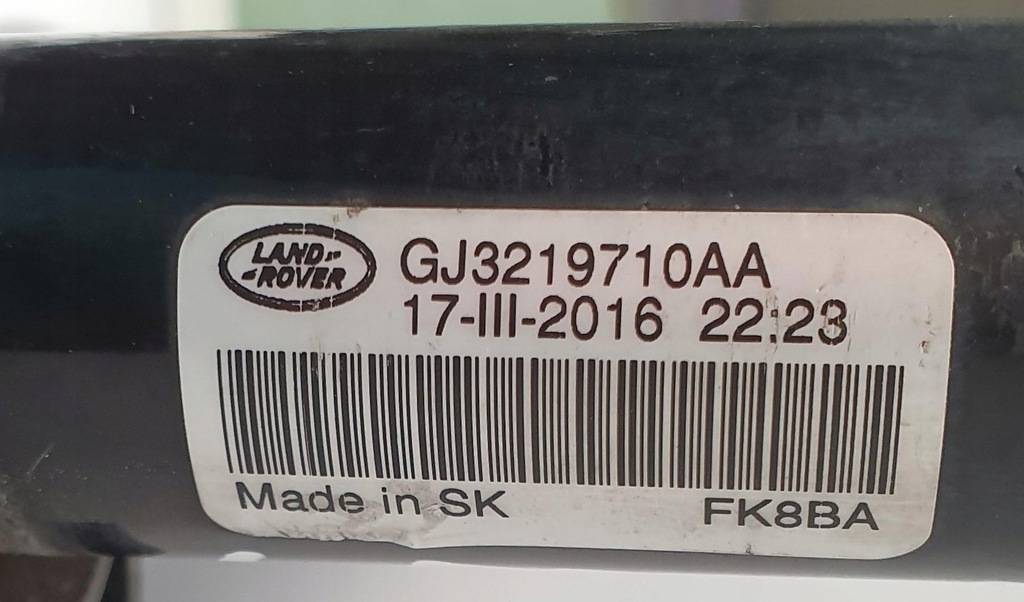 LAND
ROVER
GJ3219710AA
17-III-2016 22:23
Made in SK
FK8BA